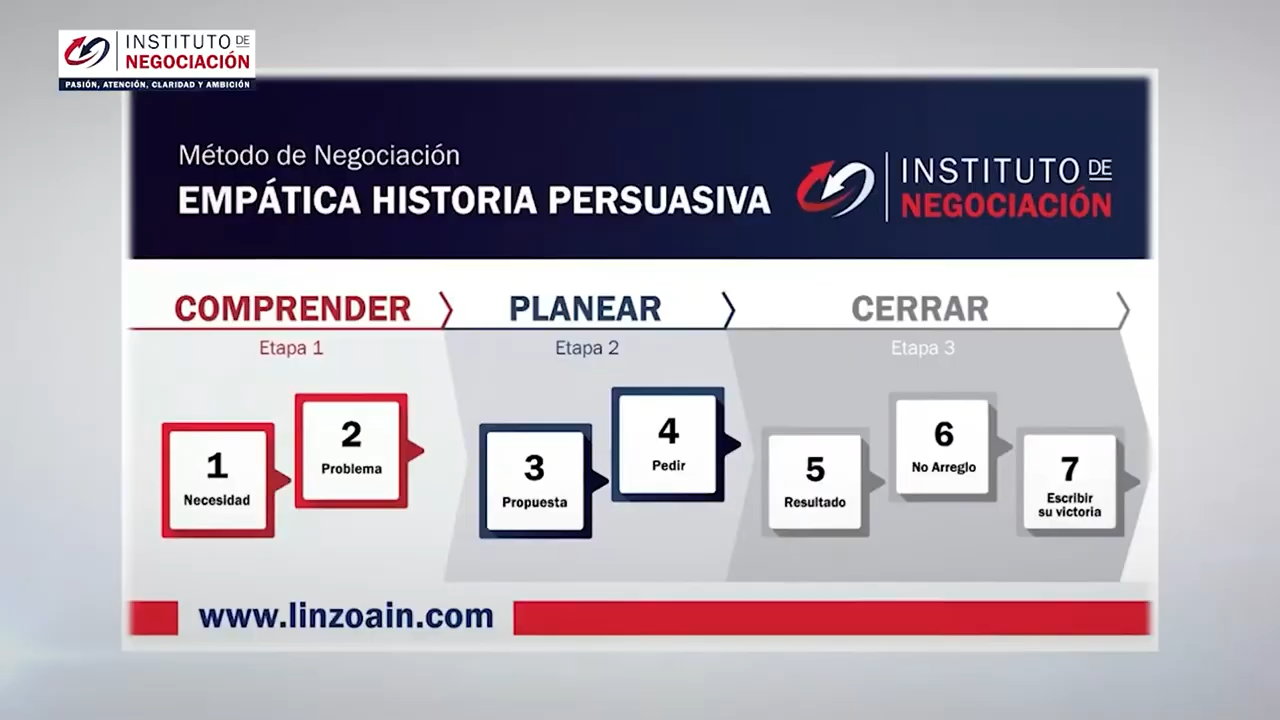 INSTITUTO DE
NEGOCIACIÓN
PASIÓN, ATENCIÓN, CLARIDAD Y AMBICIÓN
Método de Negociación
EMPÁTICA HISTORIA PERSUASIVA
INSTITUTO DE
NEGOCIACIÓN
COMPRENDER
PLANEAR
CERRAR
Etapa 1
Etapa 2
Etapa 3
1
Necesidad
2
Problema
3
Propuesta
4
Pedir
5
Resultado
6
No Arreglo
7
Escribir
su victoria
www.linzoain.com